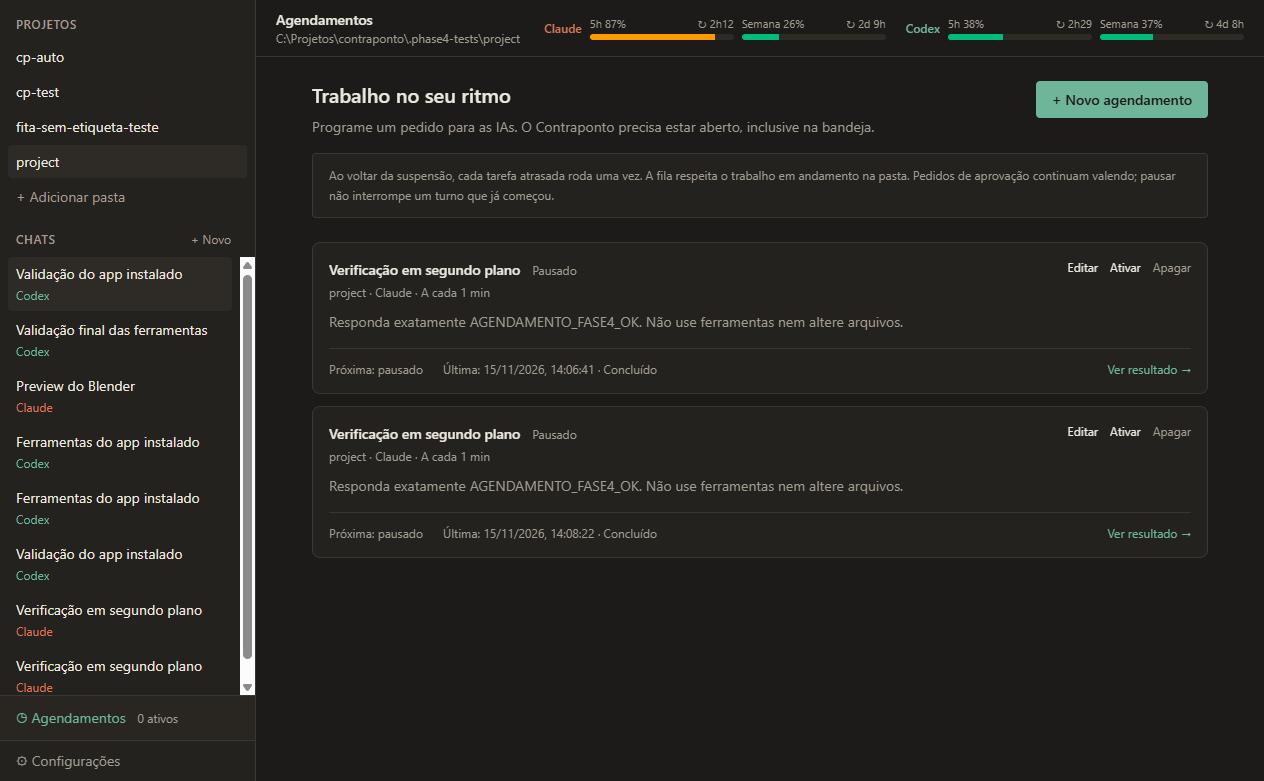 PROJETOS
cp-auto
cp-test
fita-sem-etiqueta-teste
project
+ Adicionar pasta
CHATS
+ Novo
Validação do app instalado
Codex
Validação final das ferramentas
Codex
Preview do Blender
Claude
Ferramentas do app instalado
Codex
Ferramentas do app instalado
Codex
Validação do app instalado
Codex
Verificação em segundo plano
Claude
Verificação em segundo plano
Claude
◷ Agendamentos 0 ativos
⚙ Configurações
Agendamentos
C:\Projetos\contraponto\.phase4-tests\project
Claude
5h 87% ↻ 2h12
Semana 26% ↻ 2d 9h
Codex
5h 38% ↻ 2h29
Semana 37% ↻ 4d 8h
Trabalho no seu ritmo
Programe um pedido para as IAs. O Contraponto precisa estar aberto, inclusive na bandeja.
+ Novo agendamento
Ao voltar da suspensão, cada tarefa atrasada roda uma vez. A fila respeita o trabalho em andamento na pasta. Pedidos de aprovação continuam valendo; pausar
não interrompe um turno que já começou.
Verificação em segundo plano Pausado
Editar Ativar Apagar
project · Claude · A cada 1 min
Responda exatamente AGENDAMENTO_FASE4_OK. Não use ferramentas nem altere arquivos.
Próxima: pausado Última: 15/11/2026, 14:06:41 · Concluído
Ver resultado →
Verificação em segundo plano Pausado
Editar Ativar Apagar
project · Claude · A cada 1 min
Responda exatamente AGENDAMENTO_FASE4_OK. Não use ferramentas nem altere arquivos.
Próxima: pausado Última: 15/11/2026, 14:08:22 · Concluído
Ver resultado →